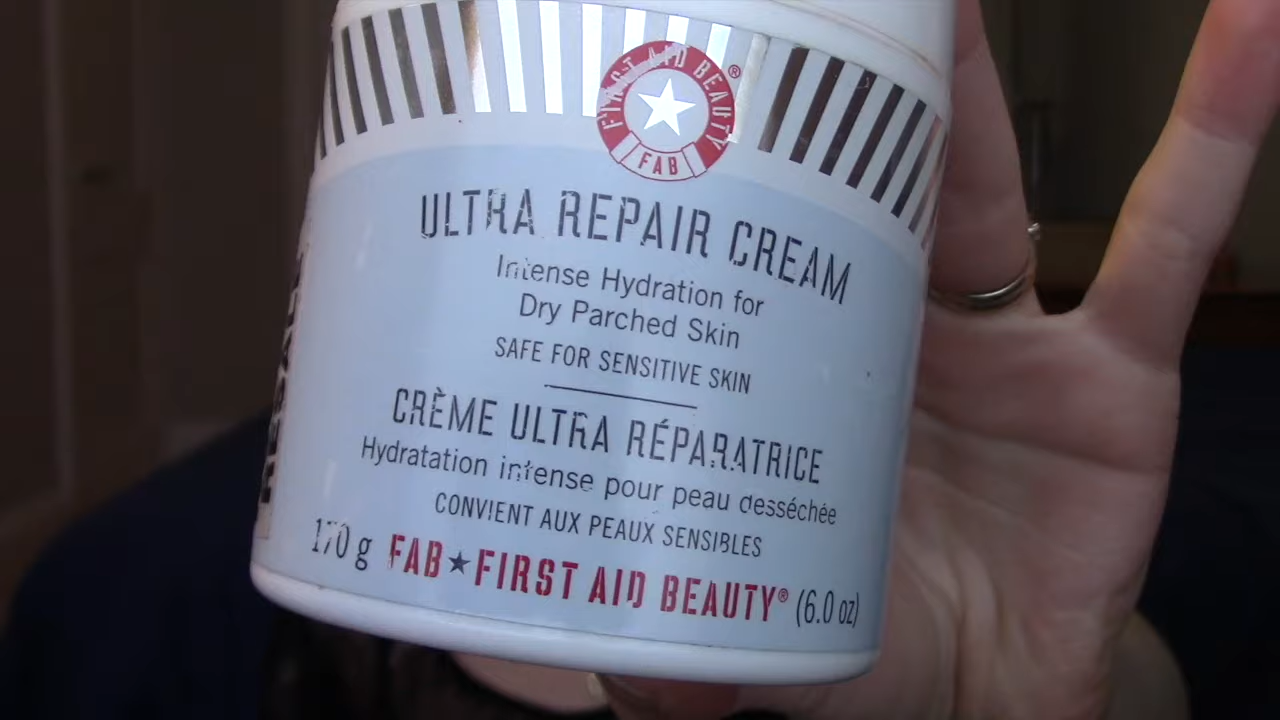 FIRST AID BEAUTY®
FAB
ULTRA REPAIR CREAM
Intense Hydration for
Dry Parched Skin
SAFE FOR SENSITIVE SKIN
CRÈME ULTRA RÉPARATRICE
Hydratation intense pour peau desséchée
CONVIENT AUX PEAUX SENSIBLES
170 g FAB★FIRST AID BEAUTY® (6.0 oz)